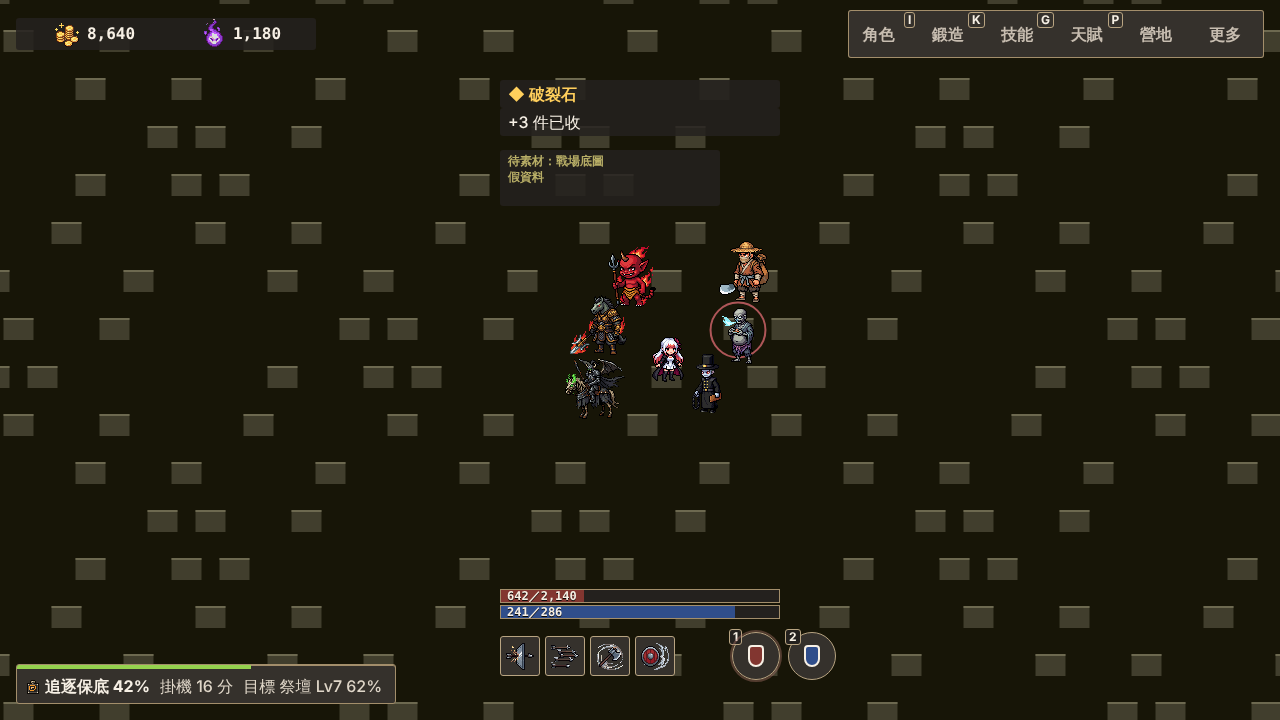 8,640
1,180
角色 I
鍛造 K
技能 G
天賦 P
營地
更多
破裂石
+3 件已收
待素材：戰場底圖
假資料
642／2,140
241／286
1
2
追逐保底 42% 掛機 16 分 目標 祭壇 Lv7 62%